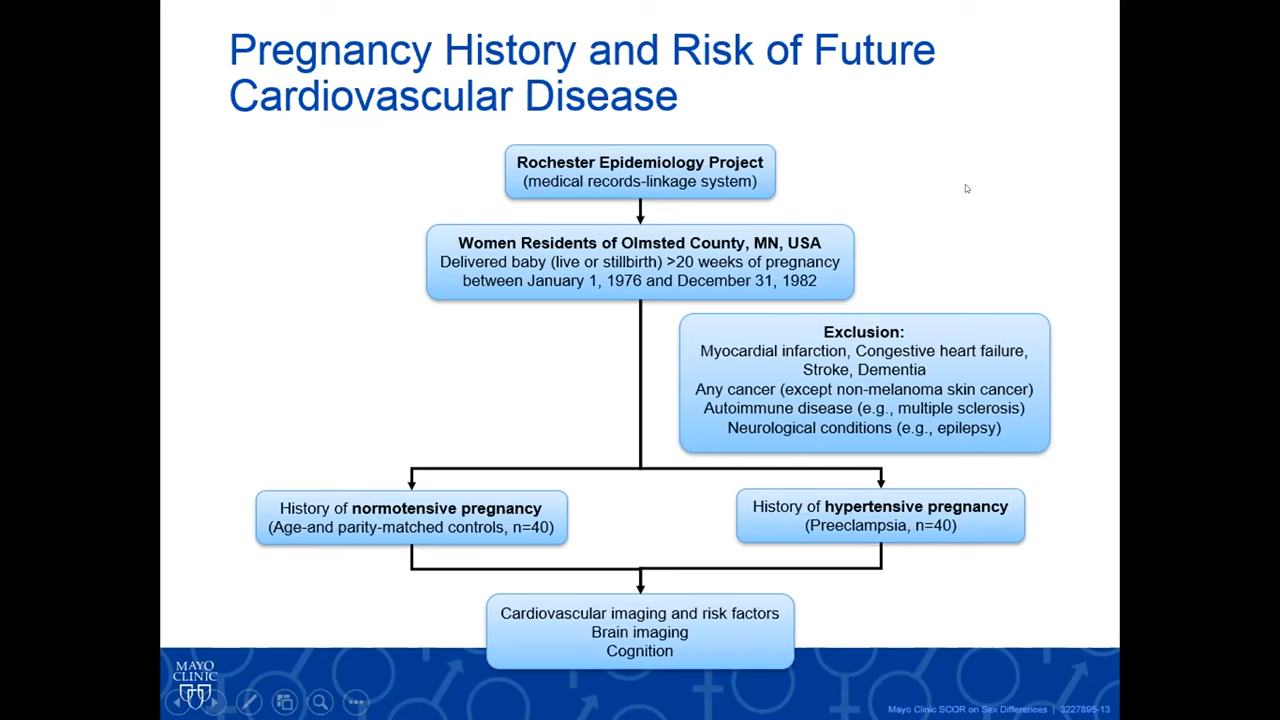 Pregnancy History and Risk of Future
Cardiovascular Disease
Rochester Epidemiology Project
(medical records-linkage system)
Women Residents of Olmsted County, MN, USA
Delivered baby (live or stillbirth) >20 weeks of pregnancy
between January 1, 1976 and December 31, 1982
Exclusion:
Myocardial infarction, Congestive heart failure,
Stroke, Dementia
Any cancer (except non-melanoma skin cancer)
Autoimmune disease (e.g., multiple sclerosis)
Neurological conditions (e.g., epilepsy)
History of normotensive pregnancy
(Age-and parity-matched controls, n=40)
History of hypertensive pregnancy
(Preeclampsia, n=40)
Cardiovascular imaging and risk factors
Brain imaging
Cognition
MAYO
CLINIC
Mayo Clinic SCOR on Sex Differences | 3227895-13